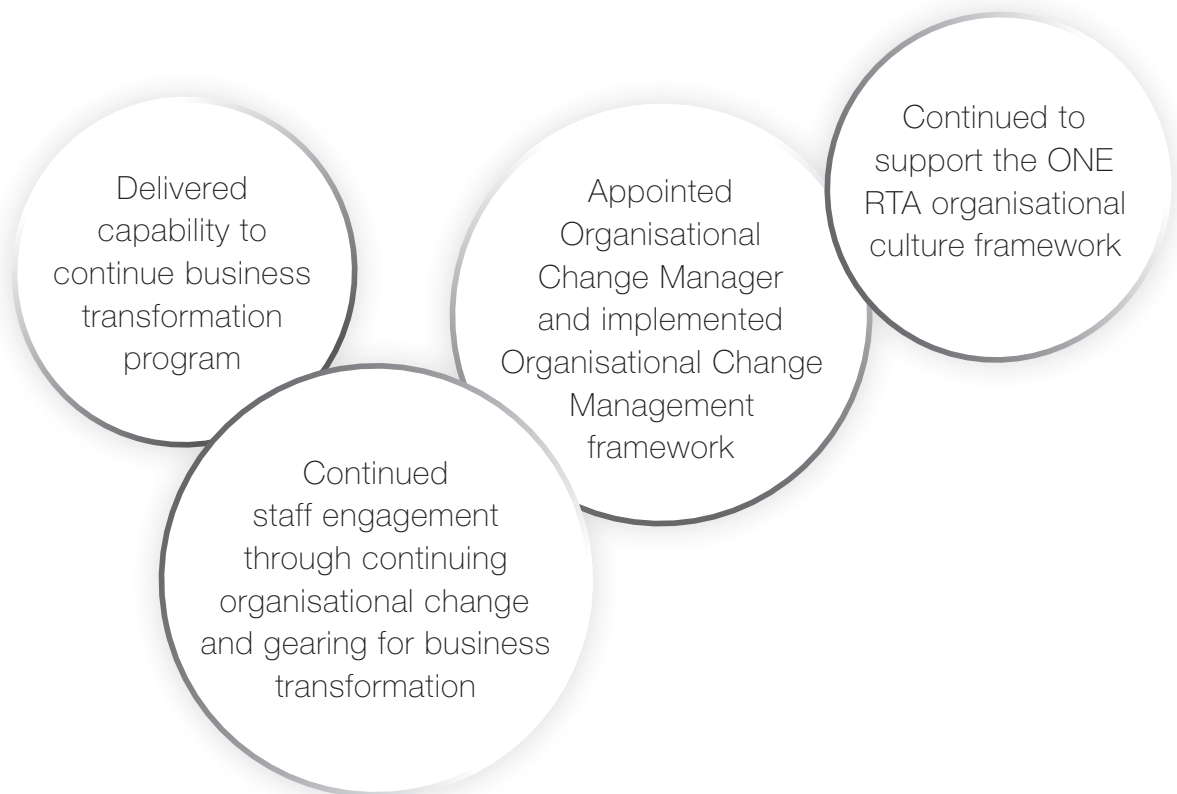 Delivered
capability to
continue business
transformation
program
Continued
staff engagement
through continuing
organisational change
and gearing for business
transformation
Appointed
Organisational
Change Manager
and implemented
Organisational Change
Management
framework
Continued to
support the ONE
RTA organisational
culture framework